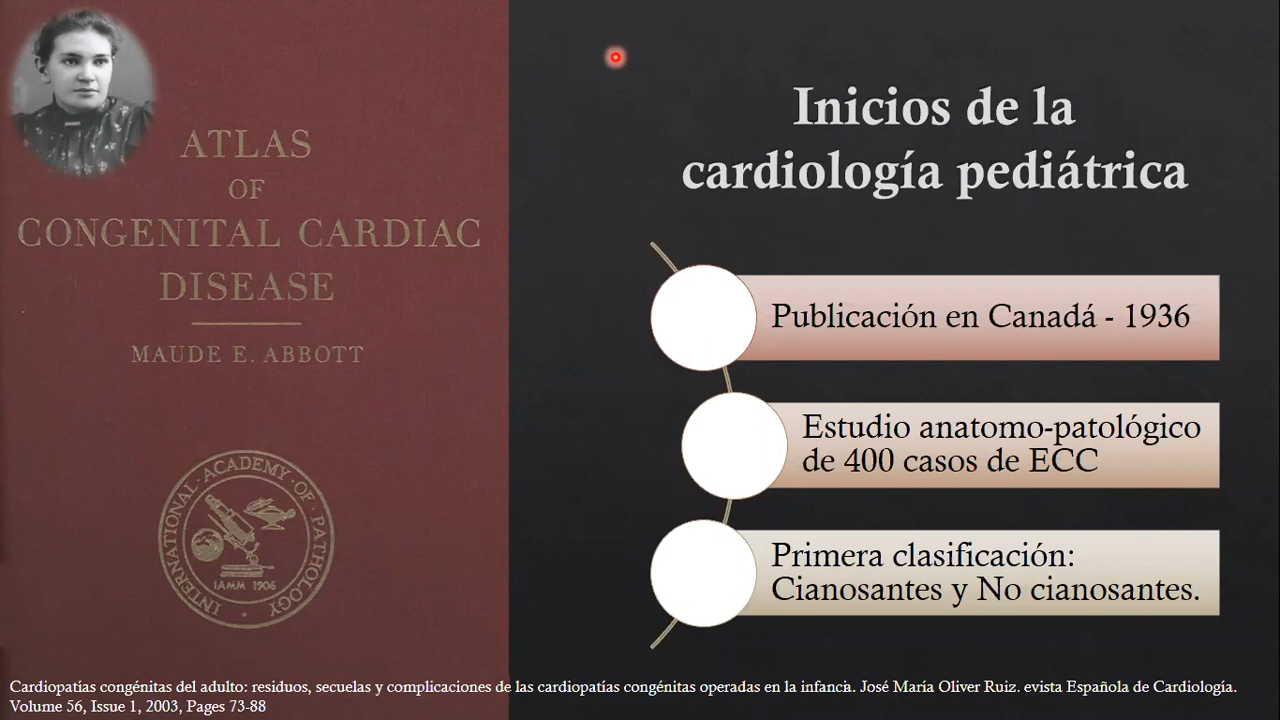 ATLAS
OF
CONGENITAL CARDIAC
DISEASE
MAUDE E. ABBOTT
INTERNATIONAL · ACADEMY · OF · PATHOLOGY
IAMM 1906
Inicios de la
cardiología pediátrica
Publicación en Canadá - 1936
Estudio anatomo-patológico
de 400 casos de ECC
Primera clasificación:
Cianosantes y No cianosantes.
Cardiopatías congénitas del adulto: residuos, secuelas y complicaciones de las cardiopatías congénitas operadas en la infancia. José María Oliver Ruiz. evista Española de Cardiología.
Volume 56, Issue 1, 2003, Pages 73-88